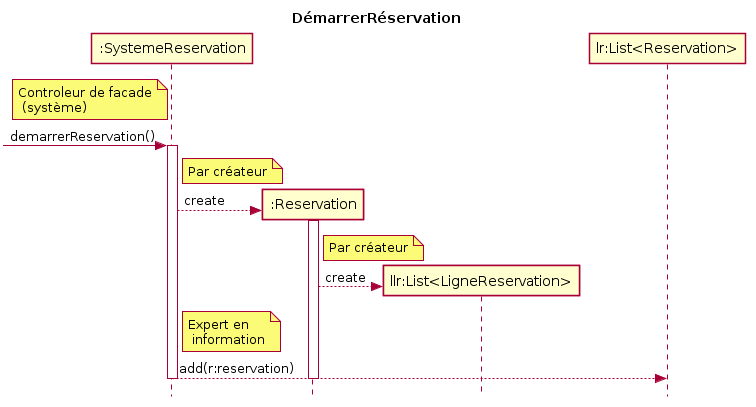 DémarrerRéservation
:SystemeReservation
lr:List<Reservation>
Controleur de facade
(système)
demarrerReservation()
Par créateur
create
:Reservation
Par créateur
create
llr:List<LigneReservation>
Expert en
information
add(r:reservation)